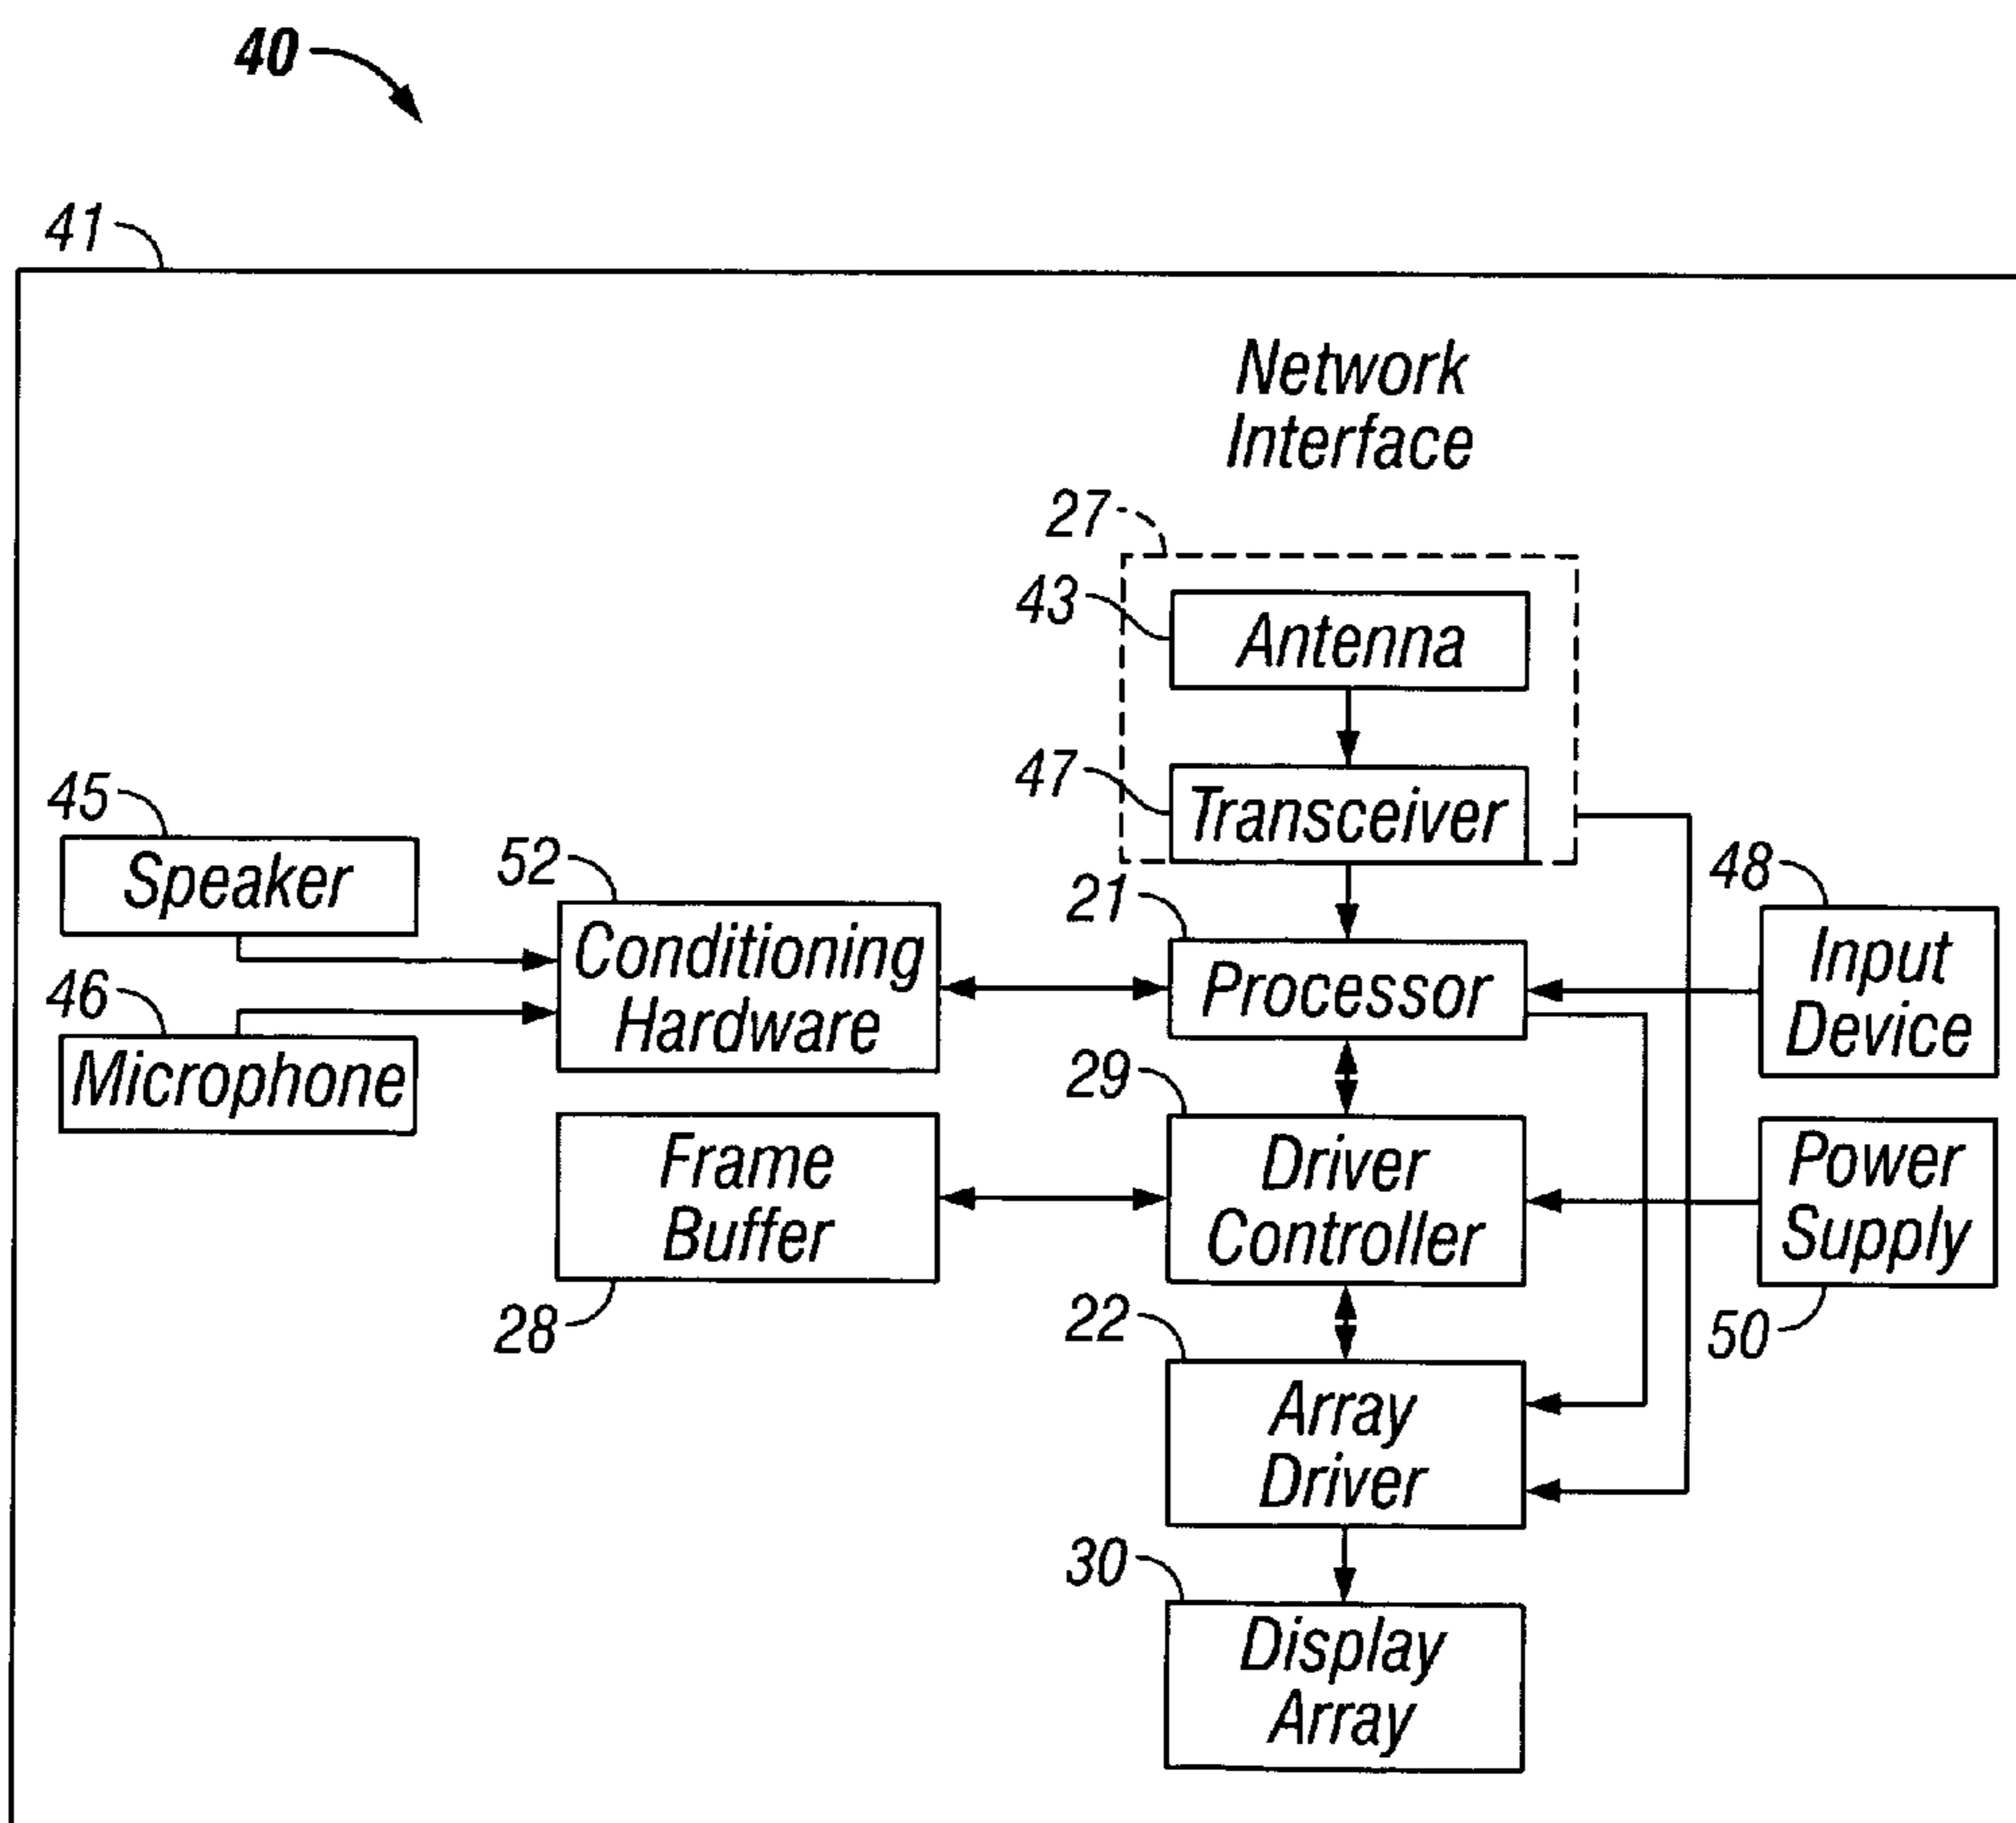 40
41
Network
Interface
27
43
Antenna
47
Transceiver
45
Speaker
52
Conditioning
Hardware
21
Processor
48
Input
Device
46
Microphone
29
Driver
Controller
Frame
Buffer
28
Power
Supply
50
22
Array
Driver
30
Display
Array